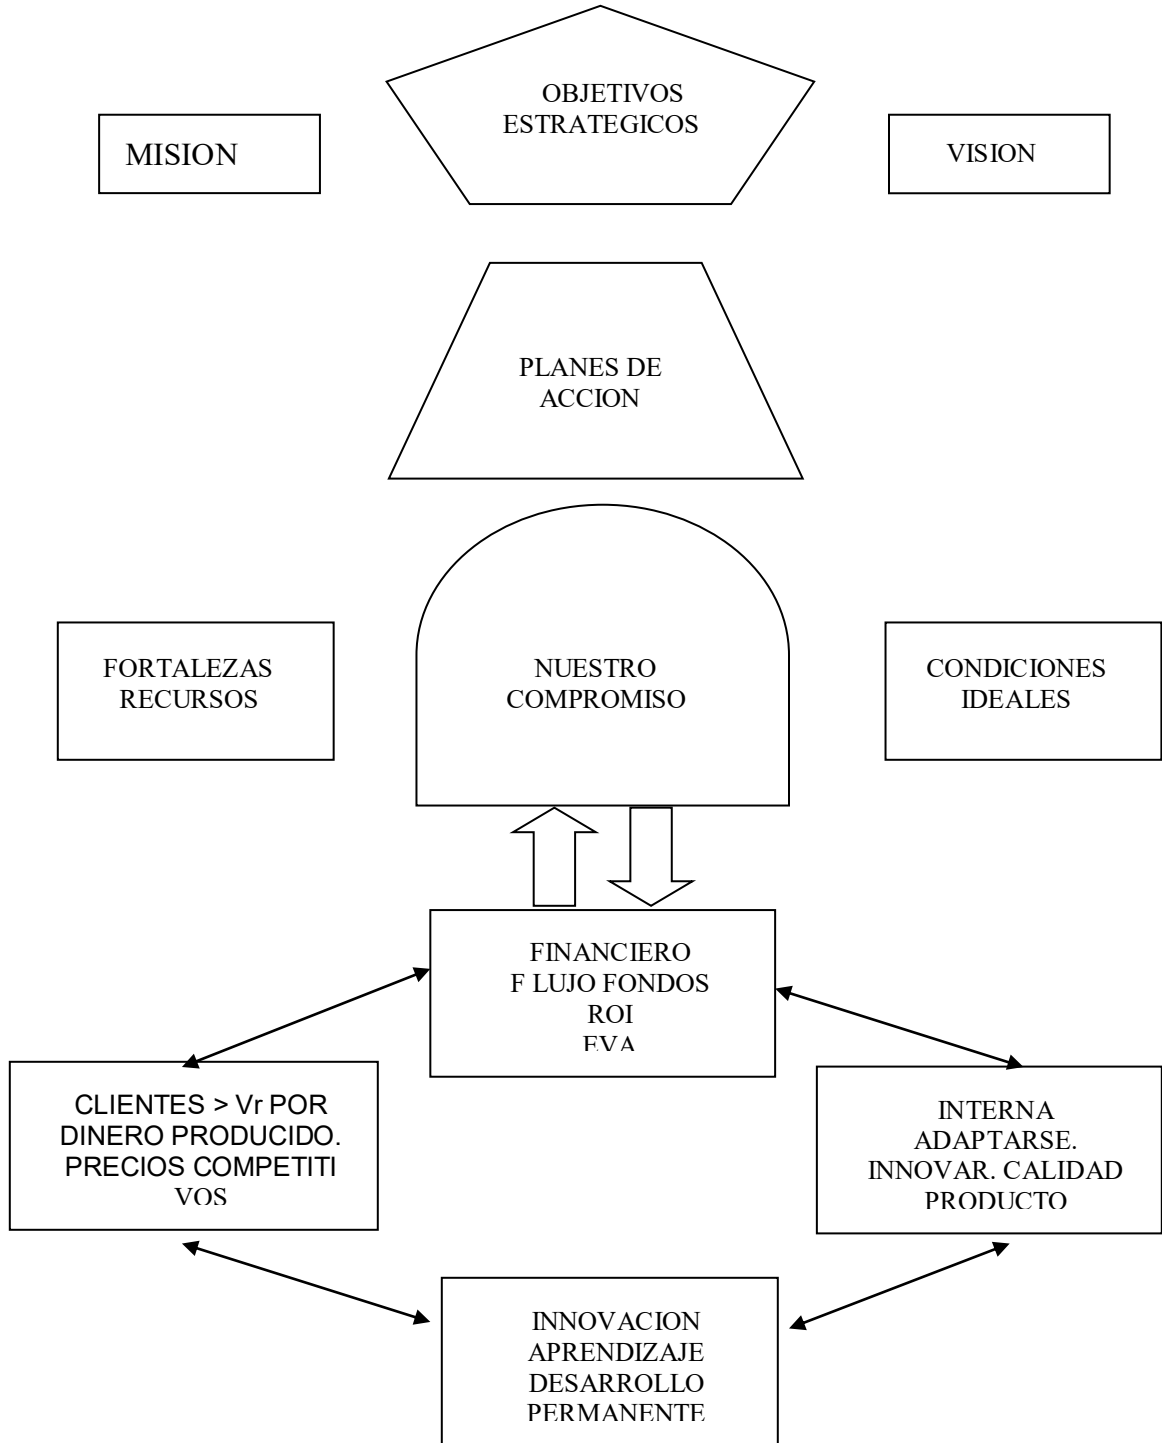 OBJETIVOS
ESTRATEGICOS
MISION
VISION
PLANES DE
ACCION
FORTALEZAS
RECURSOS
NUESTRO
COMPROMISO
CONDICIONES
IDEALES
FINANCIERO
F LUJO FONDOS
ROI
EVA
CLIENTES > Vr POR
DINERO PRODUCIDO.
PRECIOS COMPETITI
VOS
INTERNA
ADAPTARSE.
INNOVAR. CALIDAD
PRODUCTO
INNOVACION
APRENDIZAJE
DESARROLLO
PERMANENTE